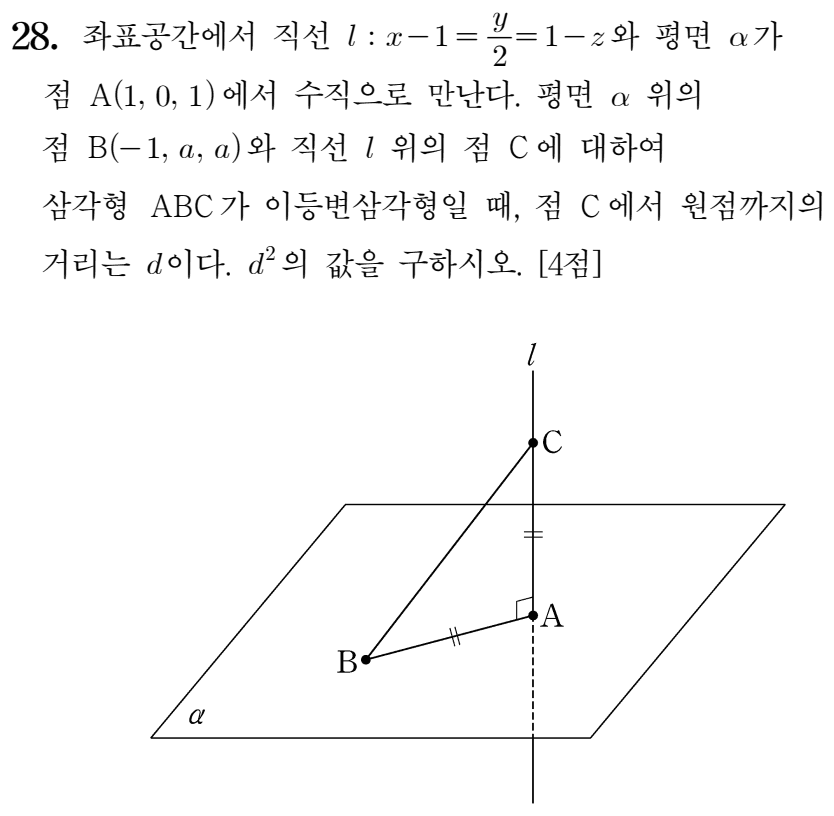 28. 좌표공간에서 직선 l : x−1 = y/2 = 1−z와 평면 α가
점 A(1, 0, 1)에서 수직으로 만난다. 평면 α 위의
점 B(−1, a, a)와 직선 l 위의 점 C에 대하여
삼각형 ABC가 이등변삼각형일 때, 점 C에서 원점까지의
거리는 d이다. d²의 값을 구하시오. [4점]
l
C
A
B
α